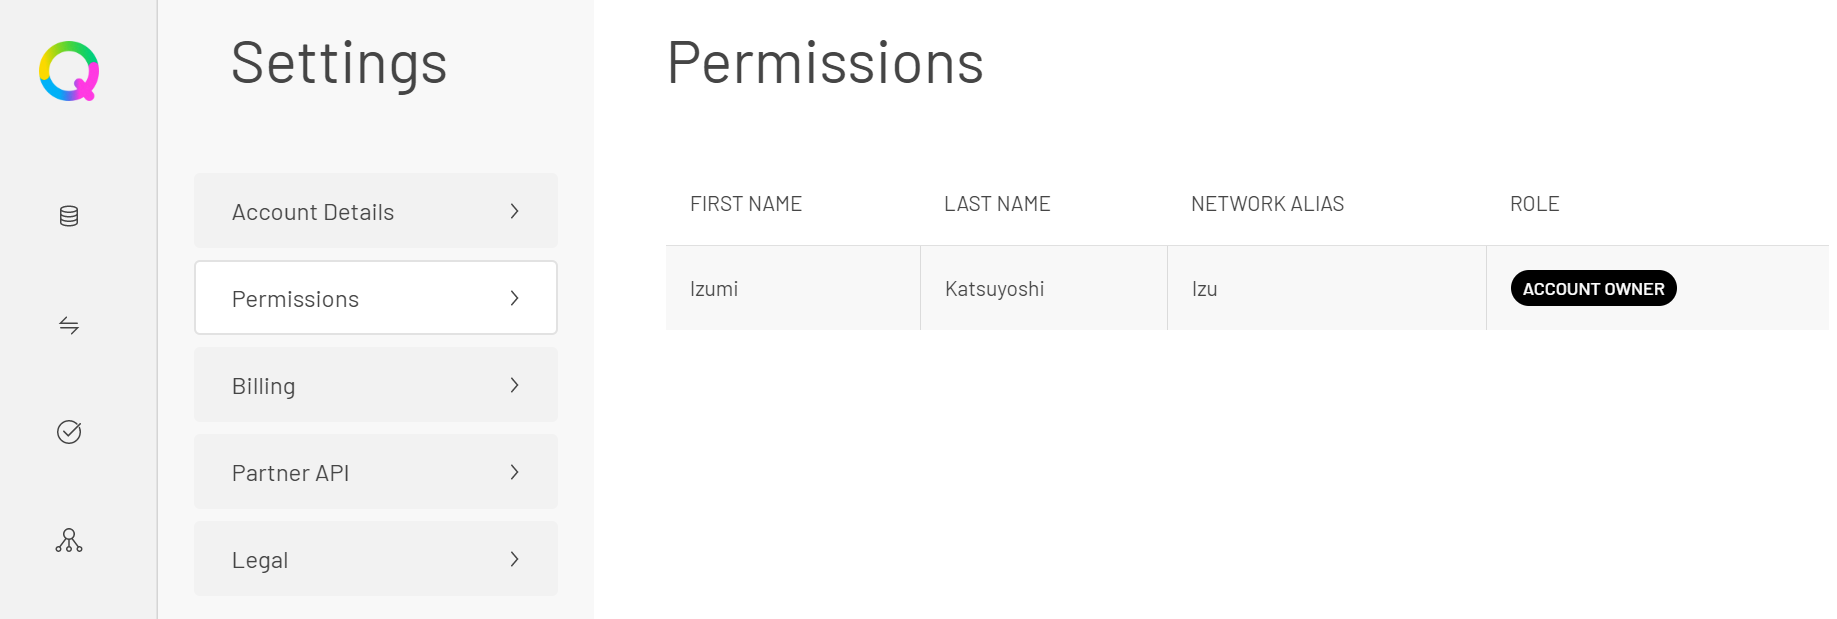 Settings
Account Details
Permissions
Billing
Partner API
Legal
Permissions
FIRST NAME LAST NAME NETWORK ALIAS ROLE
Izumi Katsuyoshi Izu ACCOUNT OWNER